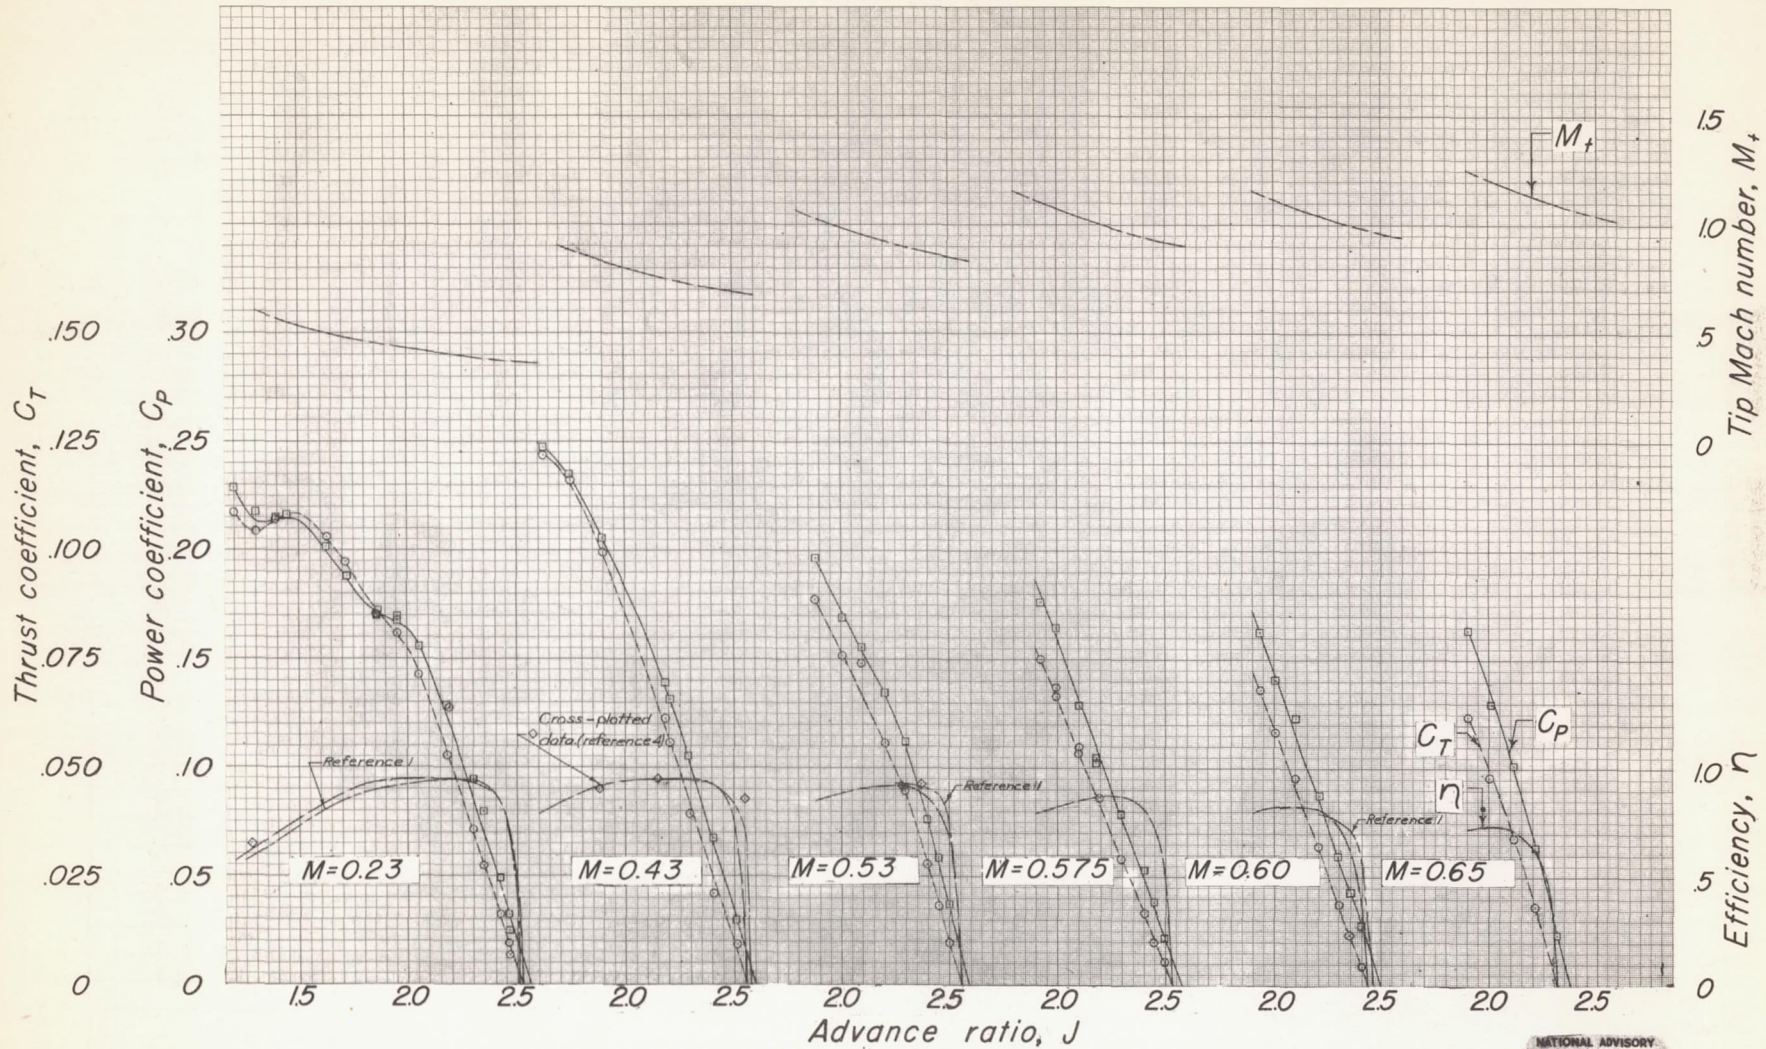 1.5
M_t
1.0
.5
0
Tip Mach number, M_t
.150 .30
.125 .25
.100 .20
.075 .15
.050 .10
.025 .05
0 0
Thrust coefficient, C_T
Power coefficient, C_P
Cross-plotted
data (reference 4)
Reference 1
Reference 1
Reference 1
C_T
C_P
η
M=0.23
M=0.43
M=0.53
M=0.575
M=0.60
M=0.65
1.0
.5
0
Efficiency, η
1.5 2.0 2.5 2.0 2.5 2.0 2.5 2.0 2.5 2.0 2.5 2.0 2.5
Advance ratio, J
NATIONAL ADVISORY